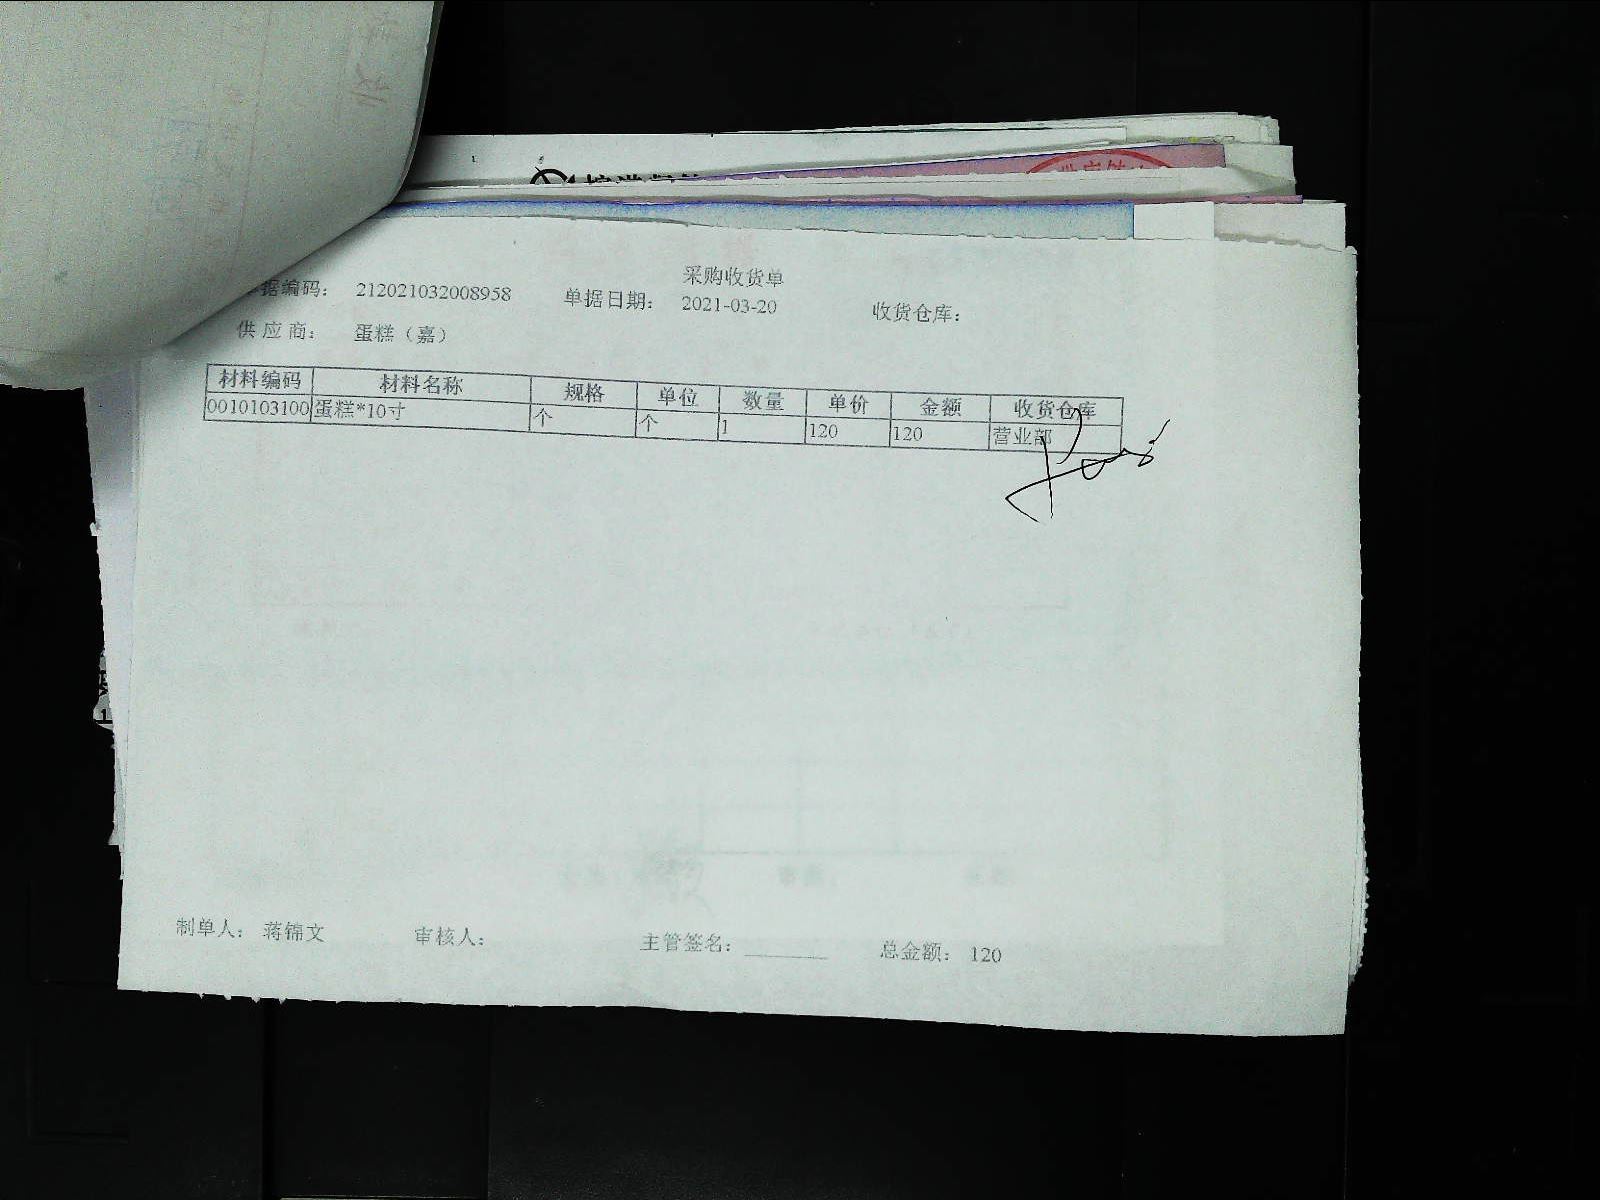 采购收货单
据编码： 212021032008958 单据日期： 2021-03-20 收货仓库：
供应商： 蛋糕（嘉）
材料编码 材料名称 规格 单位 数量 单价 金额 收货仓库
0010103100 蛋糕*10寸 个 个 1 120 120 营业部
制单人： 蒋锦文 审核人： 主管签名： 总金额： 120